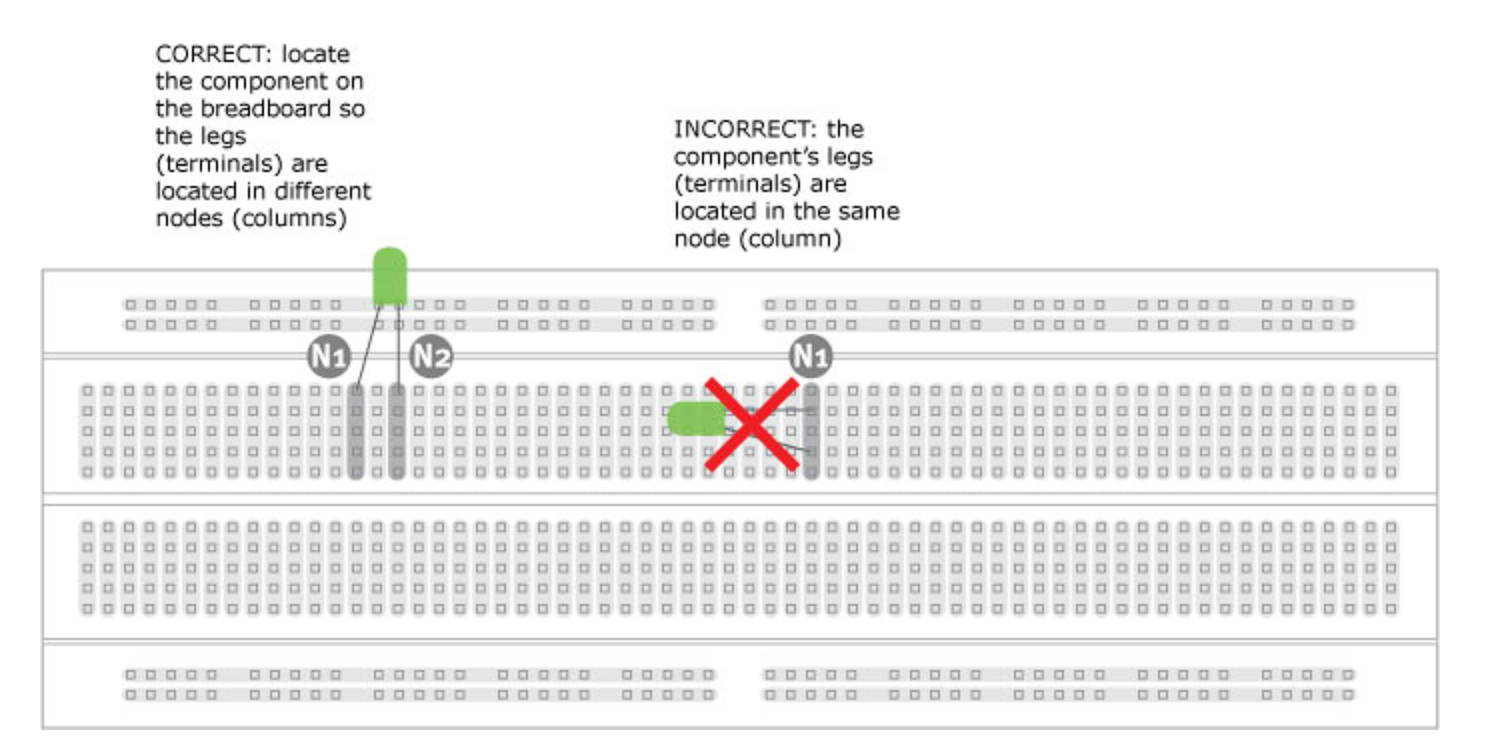 CORRECT: locate
the component on
the breadboard so
the legs
(terminals) are
located in different
nodes (columns)
INCORRECT: the
component's legs
(terminals) are
located in the same
node (column)
N1
N2
N1